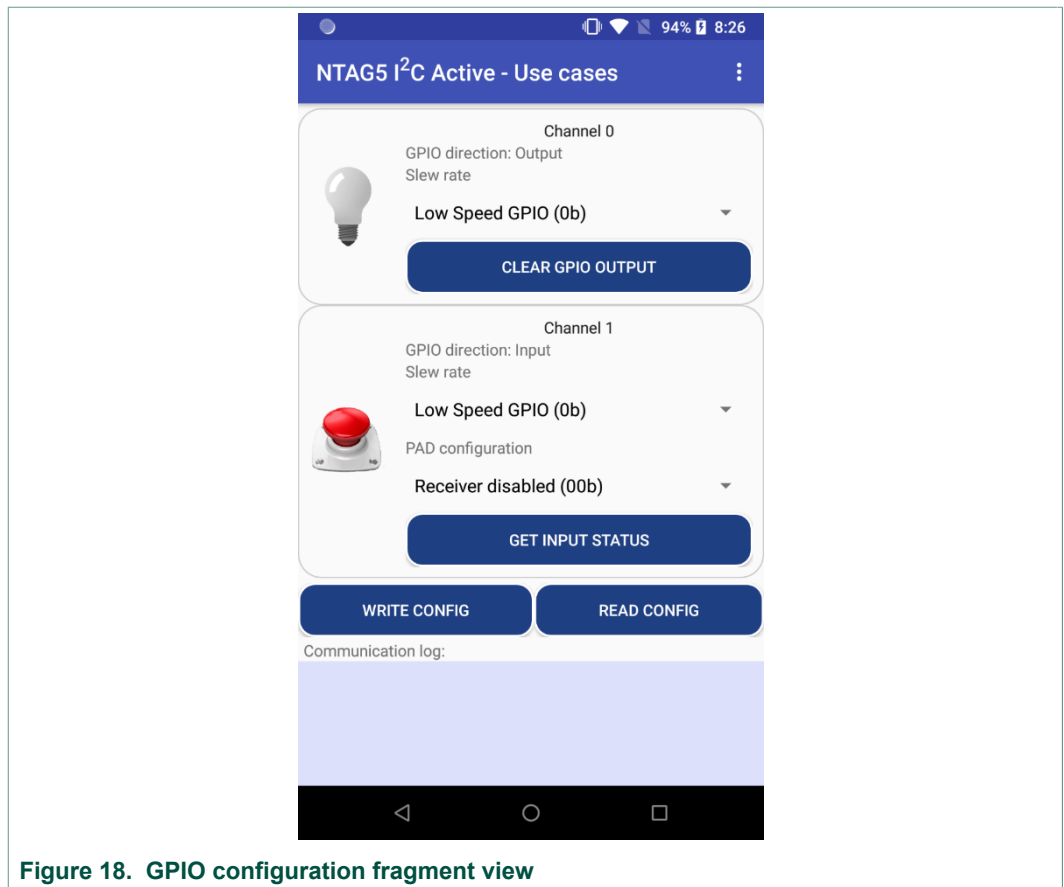 94% 8:26
NTAG5 I²C Active - Use cases
Channel 0
GPIO direction: Output
Slew rate
Low Speed GPIO (0b)
CLEAR GPIO OUTPUT
Channel 1
GPIO direction: Input
Slew rate
Low Speed GPIO (0b)
PAD configuration
Receiver disabled (00b)
GET INPUT STATUS
WRITE CONFIG READ CONFIG
Communication log:
Figure 18. GPIO configuration fragment view